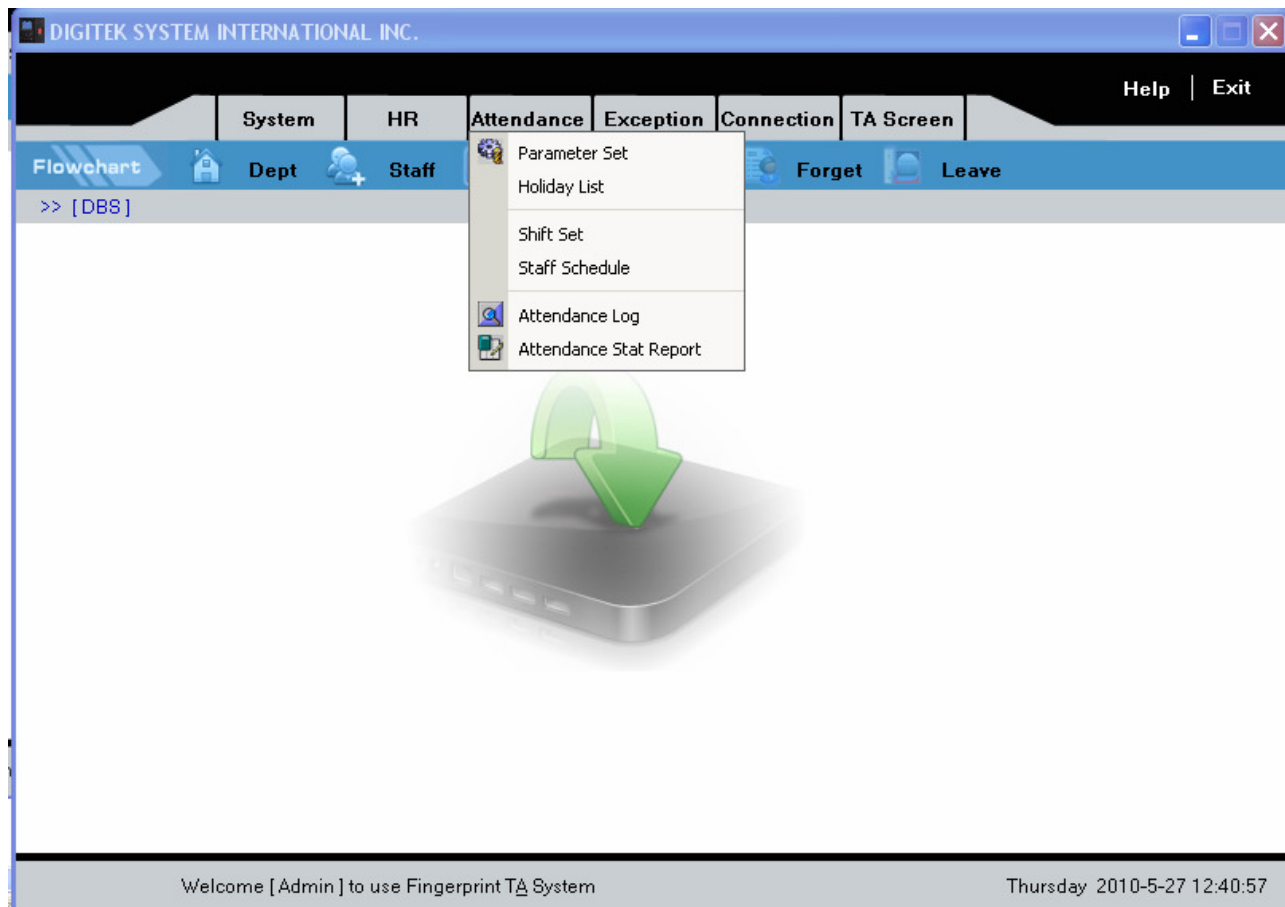 DIGITEK SYSTEM INTERNATIONAL INC.
Help | Exit
System HR Attendance Exception Connection TA Screen
Flowchart Dept Staff Forget Leave
>> [DBS]
Parameter Set
Holiday List
Shift Set
Staff Schedule
Attendance Log
Attendance Stat Report
Welcome [Admin] to use Fingerprint TA System Thursday 2010-5-27 12:40:57